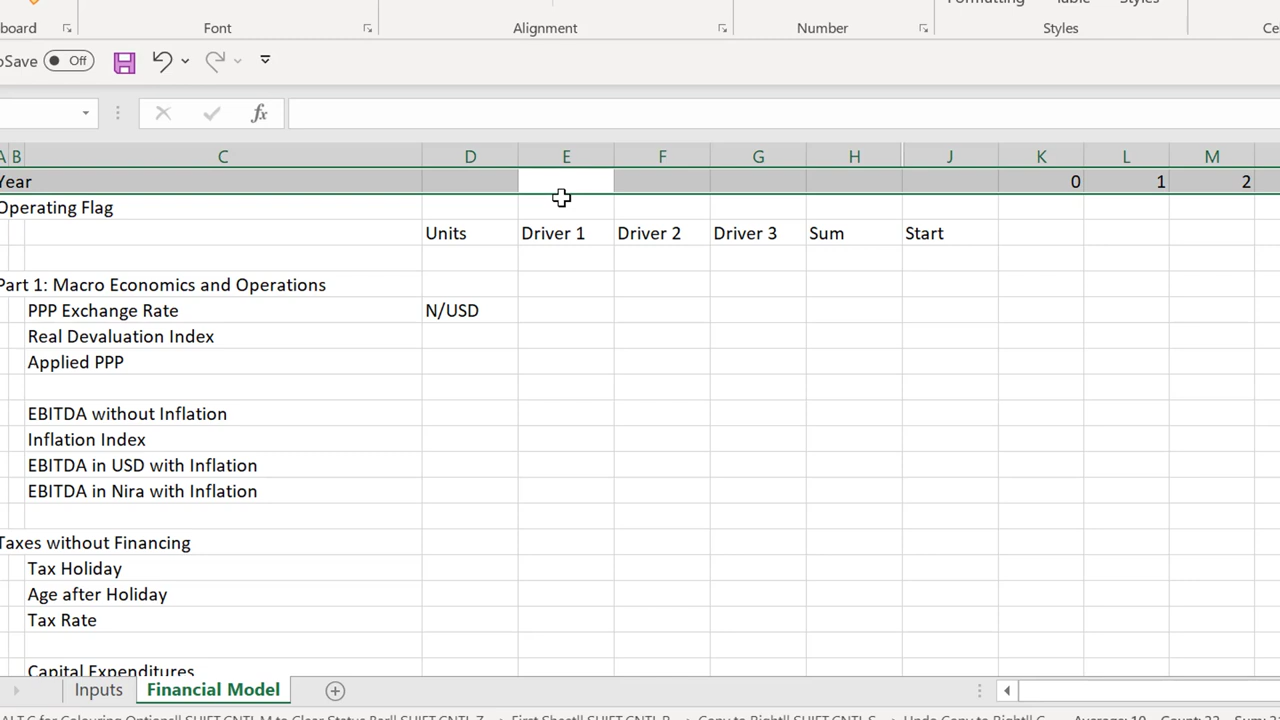 board Font Alignment Number Styles Ce
oSave Off
fx
A B C D E F G H J K L M
Year 0 1 2
Operating Flag
Units Driver 1 Driver 2 Driver 3 Sum Start
Part 1: Macro Economics and Operations
PPP Exchange Rate N/USD
Real Devaluation Index
Applied PPP
EBITDA without Inflation
Inflation Index
EBITDA in USD with Inflation
EBITDA in Nira with Inflation
Taxes without Financing
Tax Holiday
Age after Holiday
Tax Rate
Capital Expenditures
Inputs Financial Model